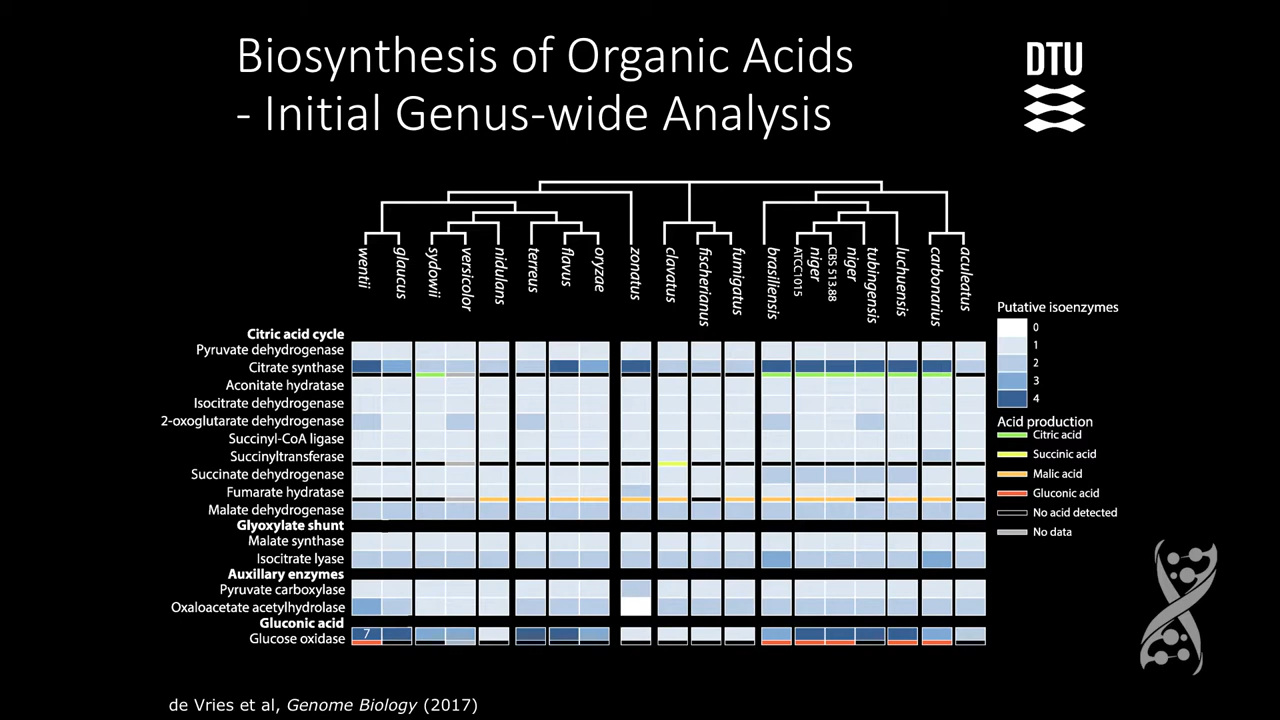 Biosynthesis of Organic Acids
- Initial Genus-wide Analysis
DTU
wentii
glaucus
sydowii
versicolor
nidulans
terreus
flavus
oryzae
zonatus
clavatus
fischerianus
fumigatus
brasiliensis
ATCC1015
niger
CBS 513.88
niger
tubingensis
luchuensis
carbonarius
aculeatus
Putative isoenzymes
0
1
2
3
4
Acid production
Citric acid
Succinic acid
Malic acid
Gluconic acid
No acid detected
No data
Citric acid cycle
Pyruvate dehydrogenase
Citrate synthase
Aconitate hydratase
Isocitrate dehydrogenase
2-oxoglutarate dehydrogenase
Succinyl-CoA ligase
Succinyltransferase
Succinate dehydrogenase
Fumarate hydratase
Malate dehydrogenase
Glyoxylate shunt
Malate synthase
Isocitrate lyase
Auxillary enzymes
Pyruvate carboxylase
Oxaloacetate acetylhydrolase
Gluconic acid
Glucose oxidase
7
de Vries et al, Genome Biology (2017)